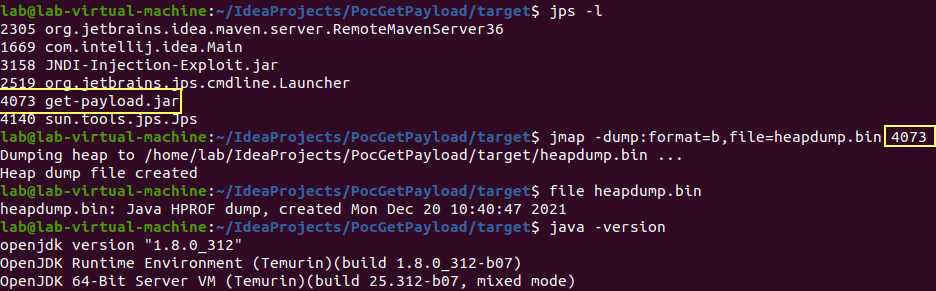 lab@lab-virtual-machine:~/IdeaProjects/PocGetPayload/target$ jps -l
2305 org.jetbrains.idea.maven.server.RemoteMavenServer36
1669 com.intellij.idea.Main
3158 JNDI-Injection-Exploit.jar
2519 org.jetbrains.jps.cmdline.Launcher
4073 get-payload.jar
4140 sun.tools.jps.Jps
lab@lab-virtual-machine:~/IdeaProjects/PocGetPayload/target$ jmap -dump:format=b,file=heapdump.bin 4073
Dumping heap to /home/lab/IdeaProjects/PocGetPayload/target/heapdump.bin ...
Heap dump file created
lab@lab-virtual-machine:~/IdeaProjects/PocGetPayload/target$ file heapdump.bin
heapdump.bin: Java HPROF dump, created Mon Dec 20 10:40:47 2021
lab@lab-virtual-machine:~/IdeaProjects/PocGetPayload/target$ java -version
openjdk version "1.8.0_312"
OpenJDK Runtime Environment (Temurin)(build 1.8.0_312-b07)
OpenJDK 64-Bit Server VM (Temurin)(build 25.312-b07, mixed mode)